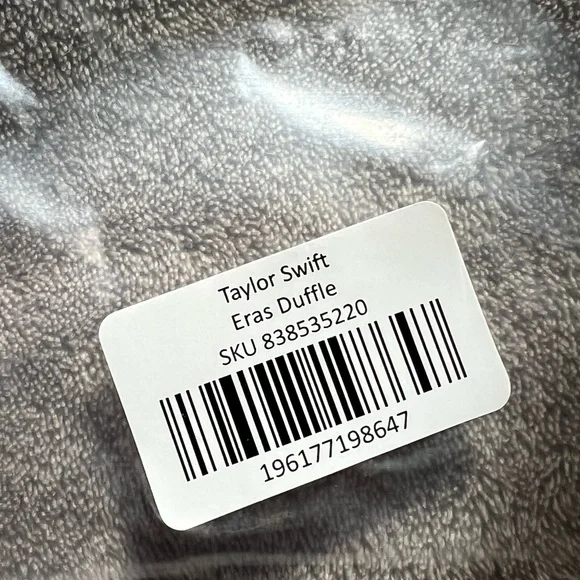 Taylor Swift
Eras Duffle
SKU 838535220
196177198647